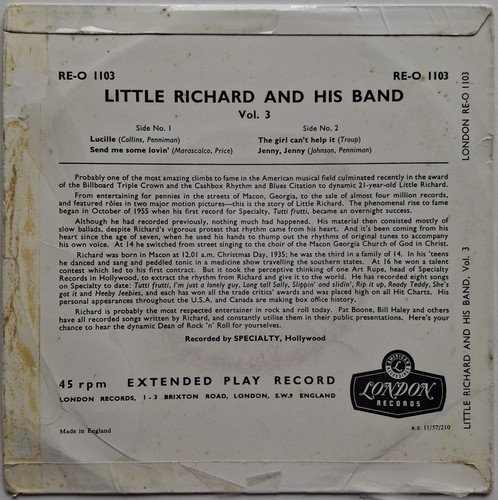 RE-O 1103 RE-O 1103
LITTLE RICHARD AND HIS BAND
Vol. 3
Side No. 1 Side No. 2
Lucille (Collins, Penniman) The girl can't help it (Troup)
Send me some lovin' (Marascalco, Price) Jenny, Jenny (Johnson, Penniman)
Probably one of the most amazing climbs to fame in the American musical field culminated recently in the award
of the Billboard Triple Crown and the Cashbox Rhythm and Blues Citation to dynamic 21-year-old Little Richard.
From entertaining for pennies in the streets of Macon, Georgia, to the sale of almost four million records,
and featured rôles in two major motion pictures—this is the story of Little Richard. The phenomenal rise to fame
began in October of 1955 when his first record for Specialty, Tutti frutti, became an overnight success.
Although he had recorded previously, nothing much had happened. His material then consisted mostly of
slow ballads, despite Richard's vigorous protest that rhythm came from his heart. And it's been coming from his
heart since the age of seven, when he used his hands to thump out the rhythms of original tunes to accompany
his own voice. At 14 he switched from street singing to the choir of the Macon Georgia Church of God in Christ.
Richard was born in Macon at 12.01 a.m. Christmas Day, 1935; he was the third in a family of 14. In his 'teens
he danced and sang and peddled tonic in a medicine show travelling the southern states. At 16 he won a talent
contest which led to his first contract. But it took the perceptive thinking of one Art Rupe, head of Specialty
Records in Hollywood, to extract the rhythm from Richard and give it to the world. He has recorded eight songs
on Specialty to date: Tutti frutti, I'm just a lonely guy, Long tall Sally, Slippin' and slidin', Rip it up, Ready Teddy, She's
got it and Heeby Jeebies, and each has won all the trade critics' awards and was placed high on all Hit Charts. His
personal appearances throughout the U.S.A. and Canada are making box office history.
Richard is probably the most respected entertainer in rock and roll today. Pat Boone, Bill Haley and others
have all recorded songs written by Richard, and constantly utilise them in their public presentations. Here's your
chance to hear the dynamic Dean of Rock 'n' Roll for yourselves.
Recorded by SPECIALTY, Hollywood
45 rpm EXTENDED PLAY RECORD
LONDON RECORDS, 1 - 3 BRIXTON ROAD, LONDON, S.W.9 ENGLAND
AMERICAN
RECORDINGS
LONDON
RECORDS
Made in England
B.S. 11/57/210
LITTLE RICHARD AND HIS BAND, Vol. 3 LONDON RE-O 1103